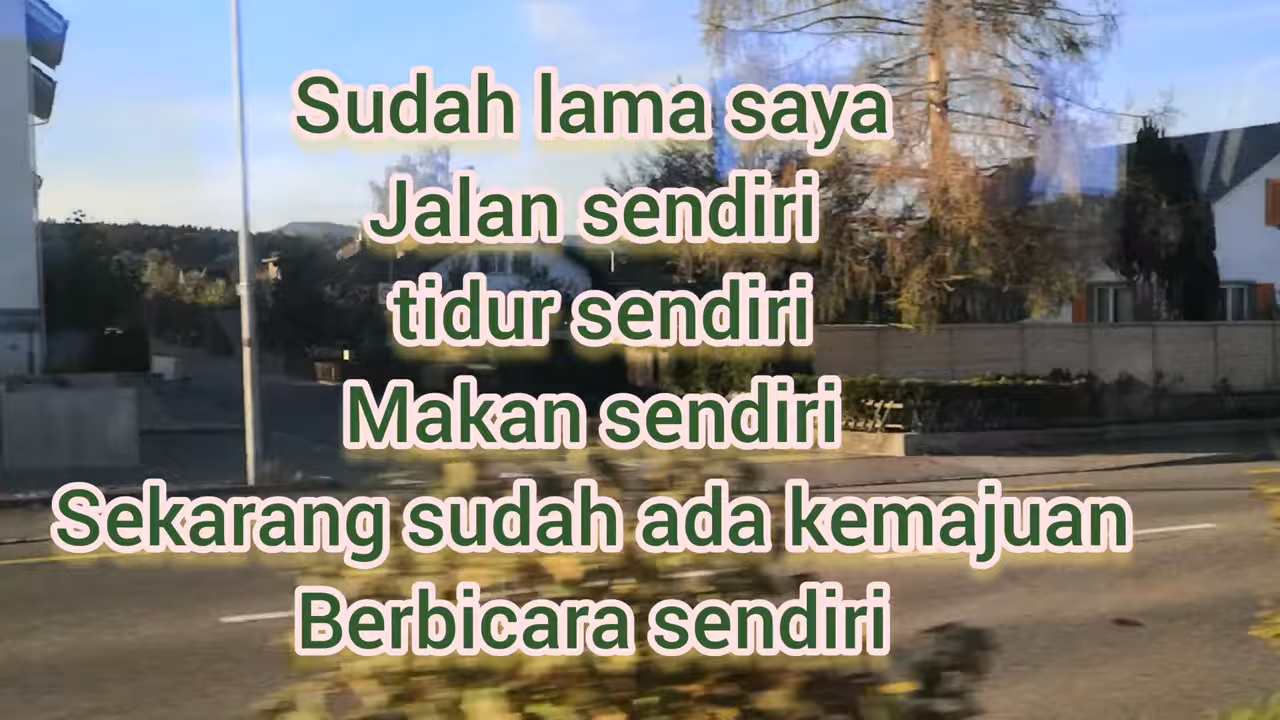 Sudah lama saya
Jalan sendiri
tidur sendiri
Makan sendiri
Sekarang sudah ada kemajuan
Berbicara sendiri